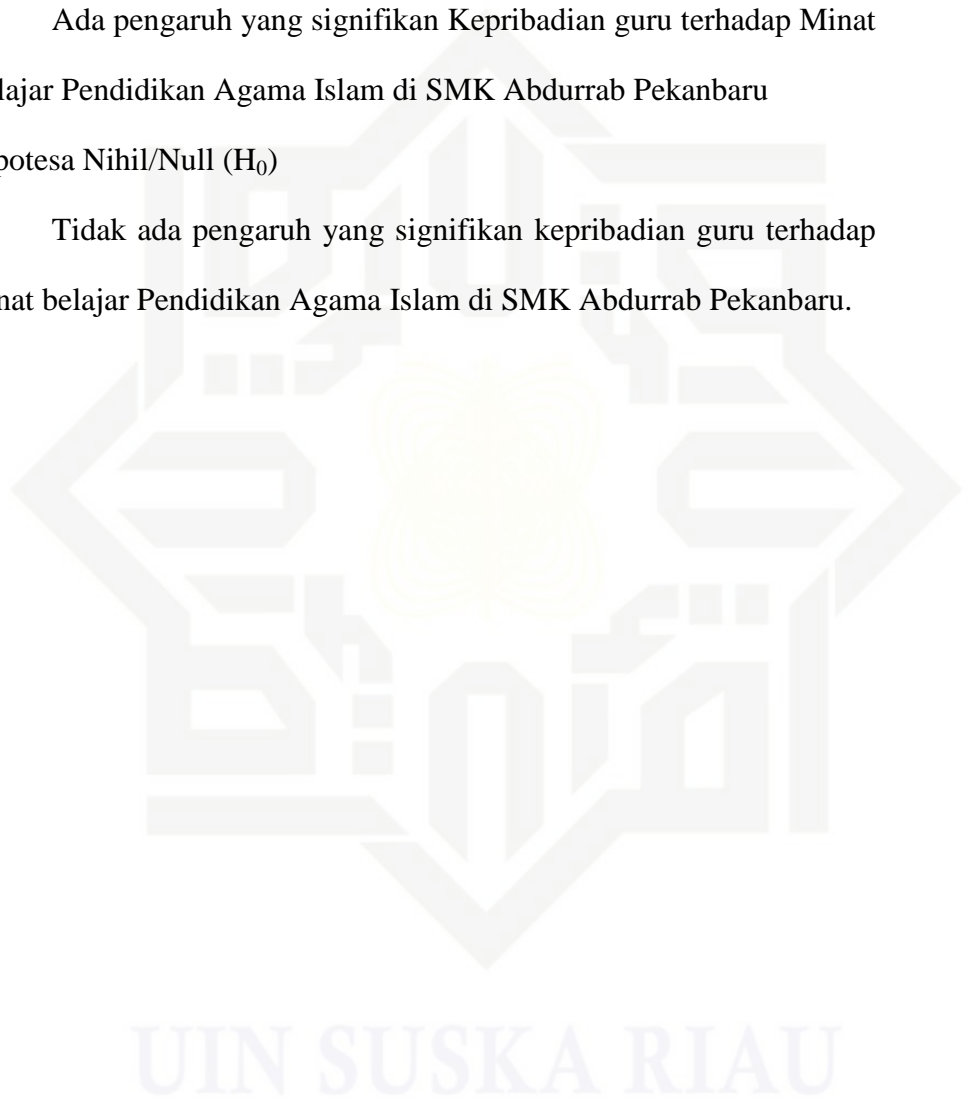 Ada pengaruh yang signifikan Kepribadian guru terhadap Minat
lajar Pendidikan Agama Islam di SMK Abdurrab Pekanbaru
potesa Nihil/Null (H₀)
Tidak ada pengaruh yang signifikan kepribadian guru terhadap
nat belajar Pendidikan Agama Islam di SMK Abdurrab Pekanbaru.
UIN SUSKA RIAU